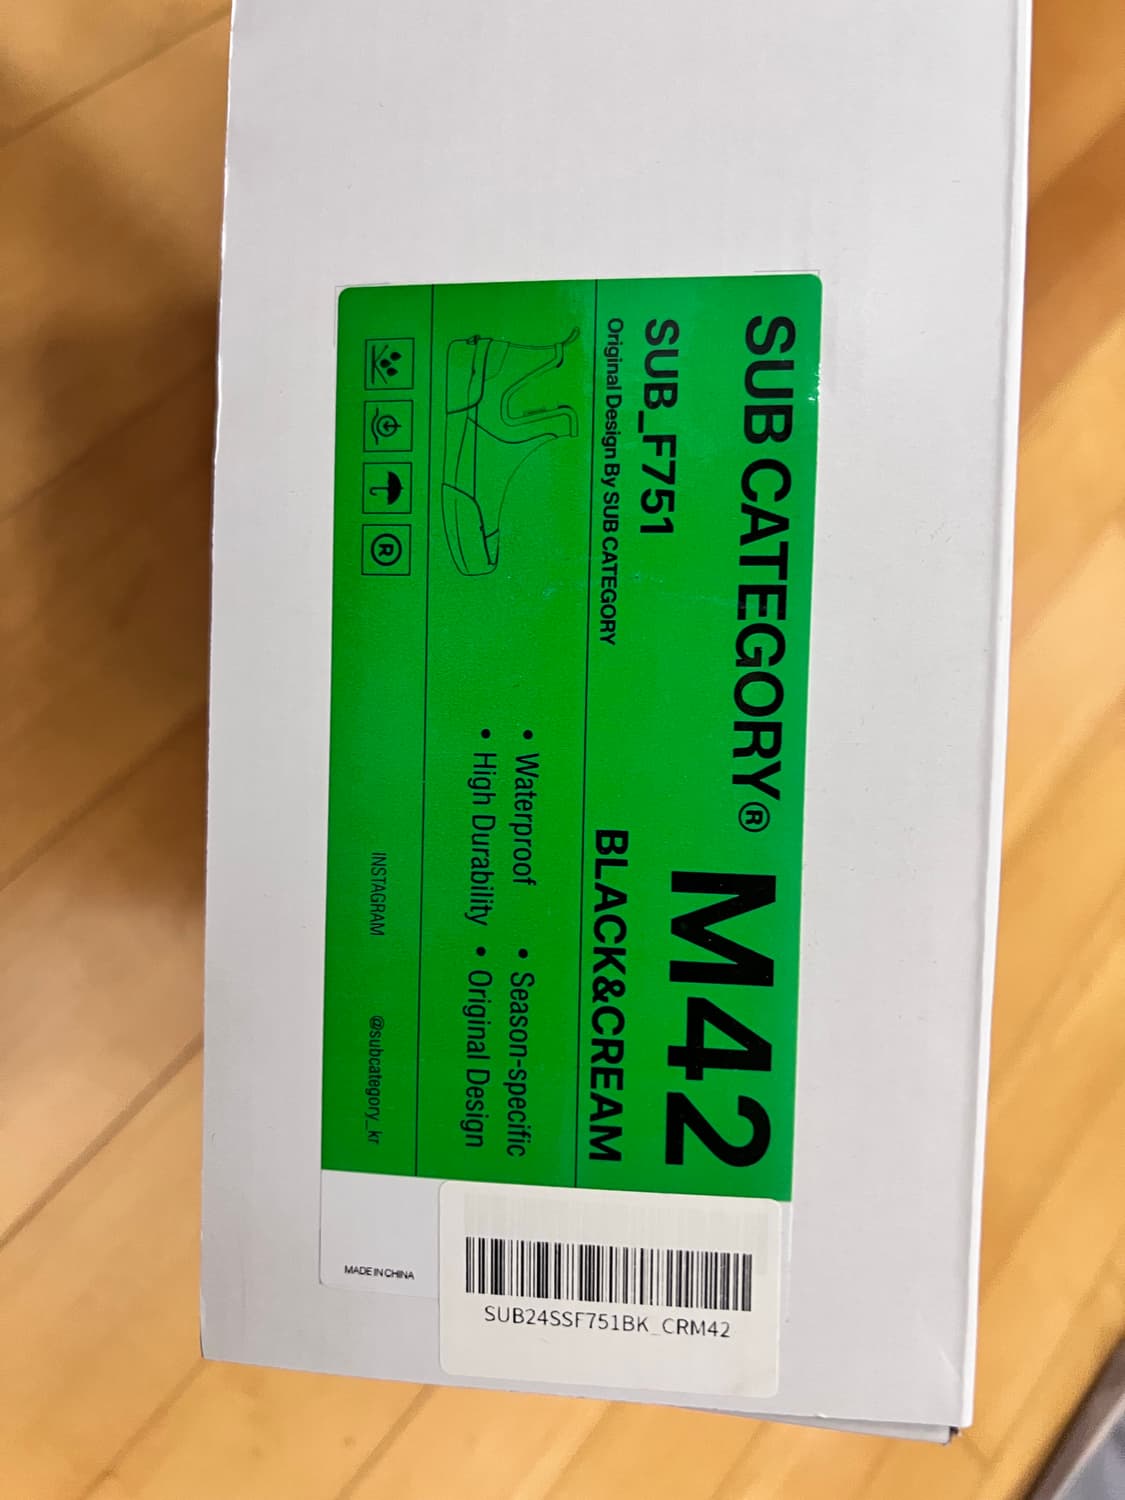 SUB CATEGORY®
SUB_F751
M42
Original Design By SUB CATEGORY
BLACK&CREAM
• Waterproof • Season-specific
• High Durability • Original Design
R
INSTAGRAM @subcategory_kr
MADE IN CHINA
SUB24SSF751BK_CRM42